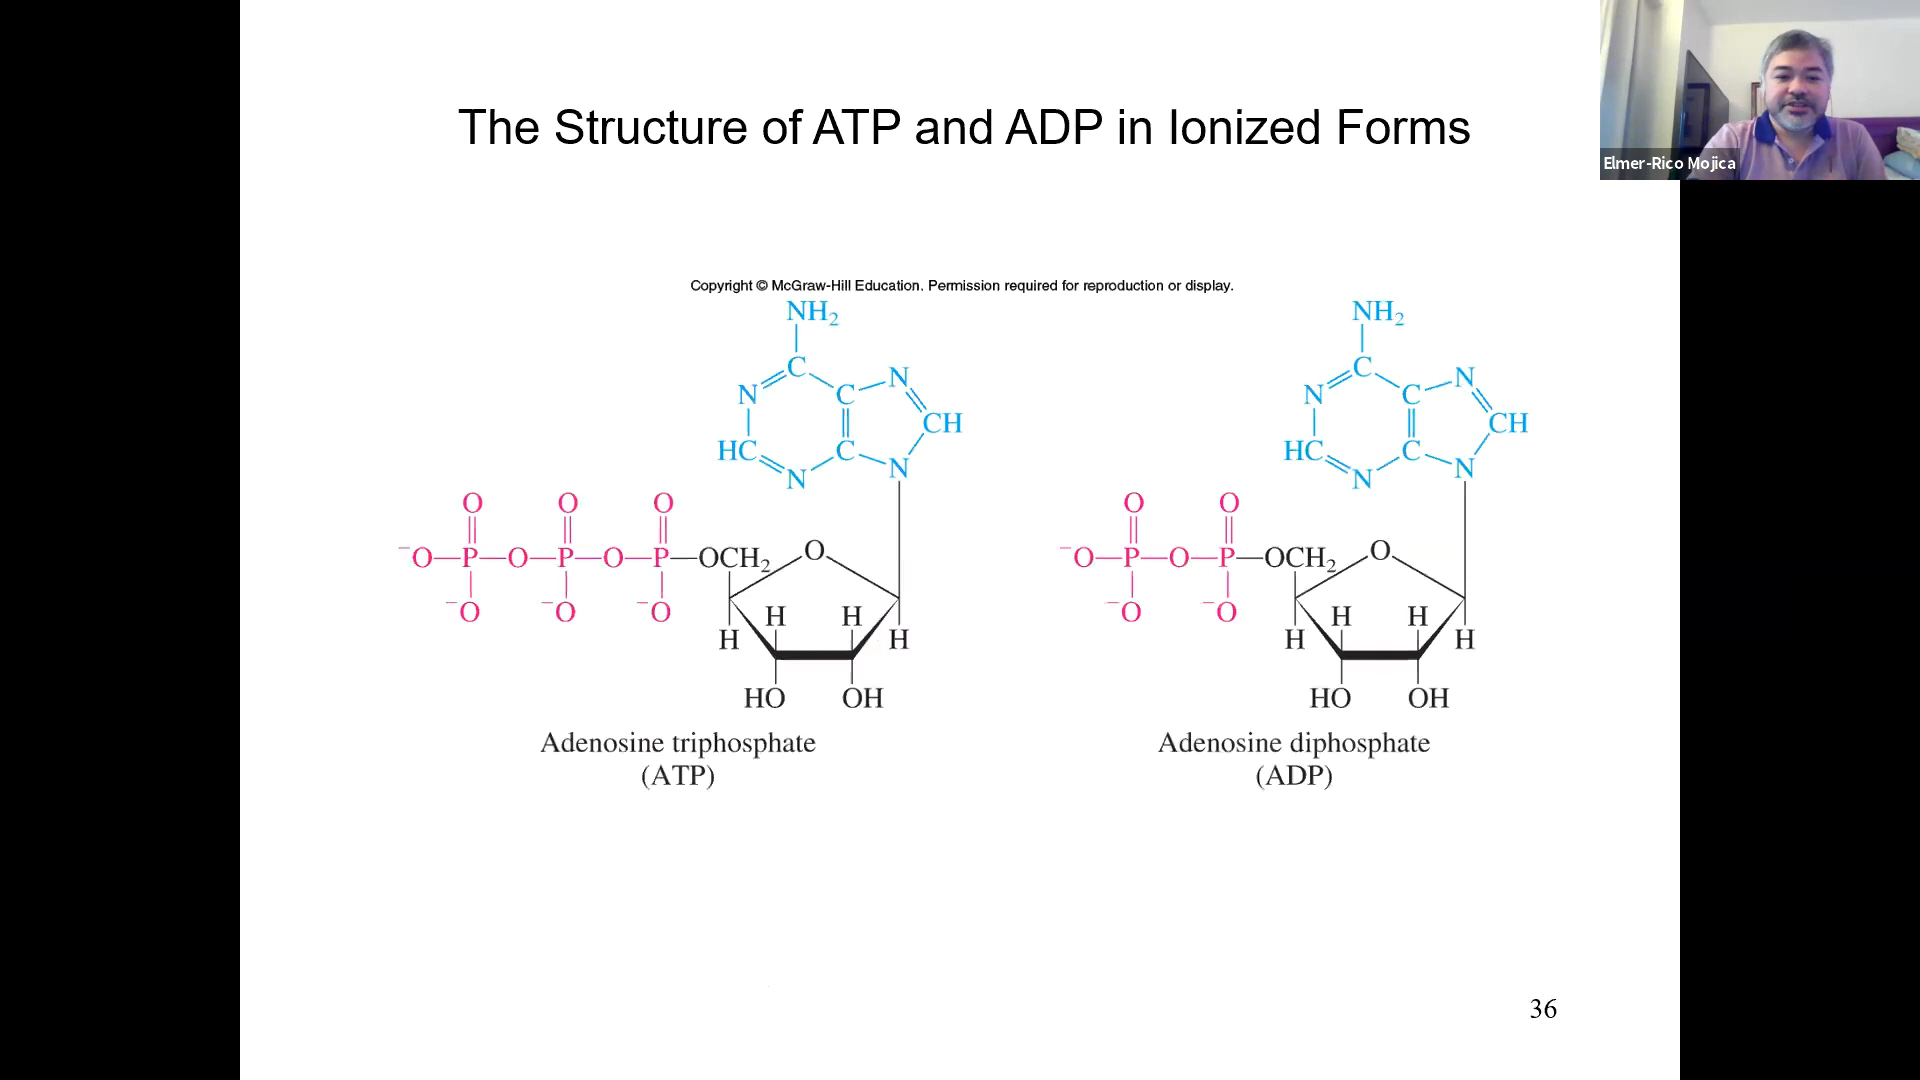 The Structure of ATP and ADP in Ionized Forms
Elmer-Rico Mojica
Copyright © McGraw-Hill Education. Permission required for reproduction or display.
NH₂
C
N
N
C
CH
HC
C
N
N
O
O
O
⁻O—P—O—P—O—P—OCH₂
O
⁻O
⁻O
⁻O
H
H
H
H
HO
OH
Adenosine triphosphate
(ATP)
NH₂
C
N
N
C
CH
HC
C
N
N
O
O
⁻O—P—O—P—OCH₂
O
⁻O
⁻O
H
H
H
H
HO
OH
Adenosine diphosphate
(ADP)
36